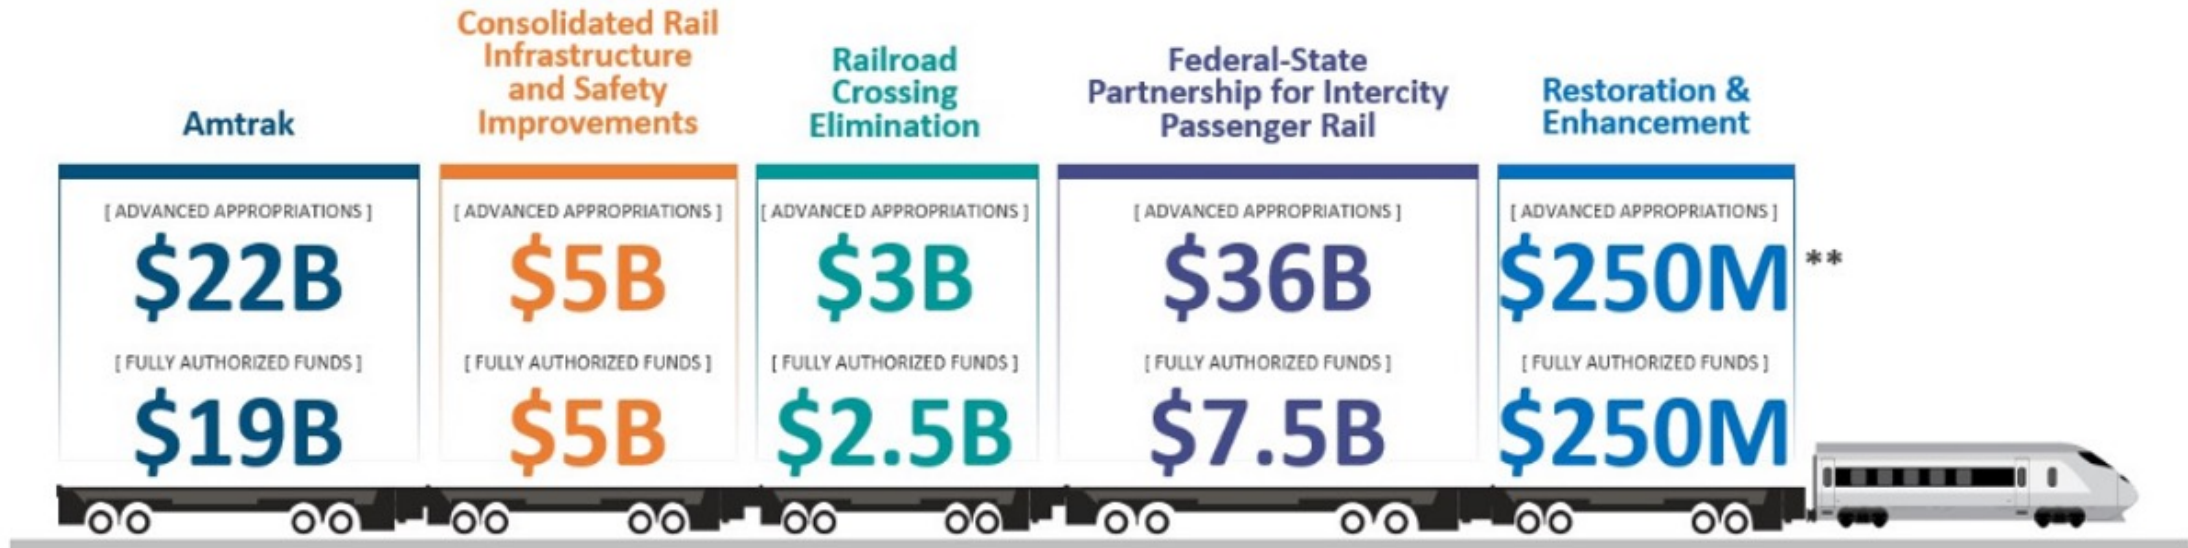 Amtrak
[ ADVANCED APPROPRIATIONS ]
$22B
[ FULLY AUTHORIZED FUNDS ]
$19B
Consolidated Rail
Infrastructure
and Safety
Improvements
[ ADVANCED APPROPRIATIONS ]
$5B
[ FULLY AUTHORIZED FUNDS ]
$5B
Railroad
Crossing
Elimination
[ ADVANCED APPROPRIATIONS ]
$3B
[ FULLY AUTHORIZED FUNDS ]
$2.5B
Federal-State
Partnership for Intercity
Passenger Rail
[ ADVANCED APPROPRIATIONS ]
$36B
[ FULLY AUTHORIZED FUNDS ]
$7.5B
Restoration &
Enhancement
[ ADVANCED APPROPRIATIONS ]
$250M **
[ FULLY AUTHORIZED FUNDS ]
$250M